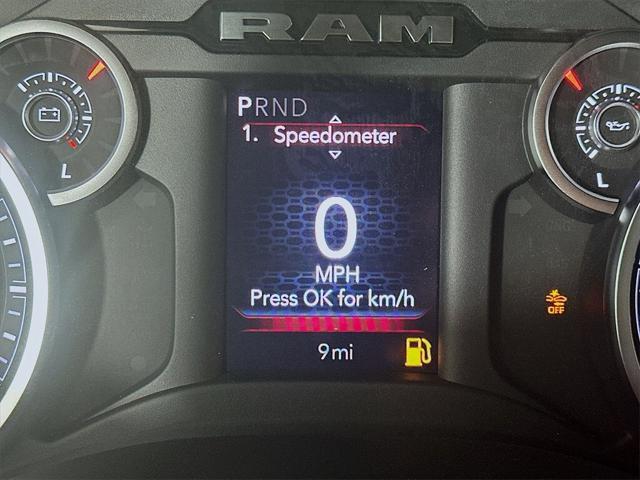 RAM
PRND
1. Speedometer
L
L
0
MPH
Press OK for km/h
OFF
9mi